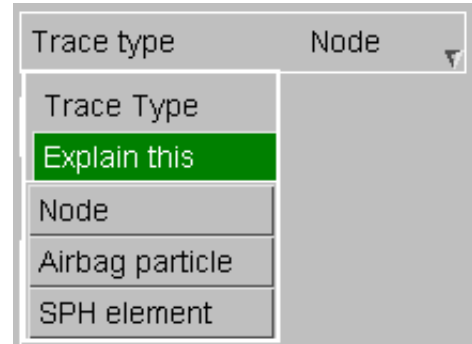 Trace type Node
Trace Type
Explain this
Node
Airbag particle
SPH element